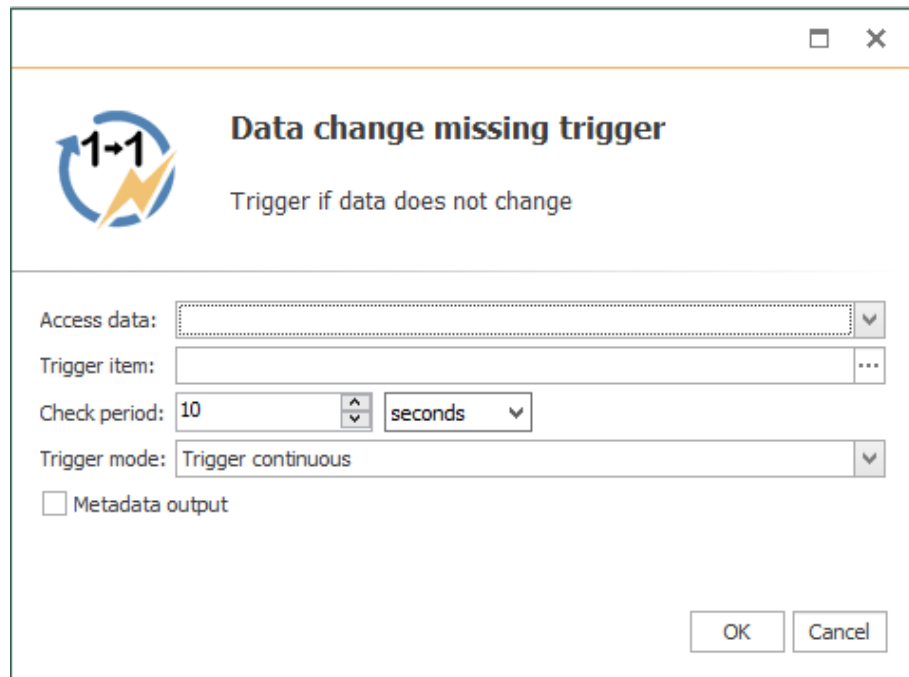 1→1
Data change missing trigger
Trigger if data does not change
Access data:
Trigger item: ...
Check period: 10 seconds
Trigger mode: Trigger continuous
Metadata output
OK Cancel